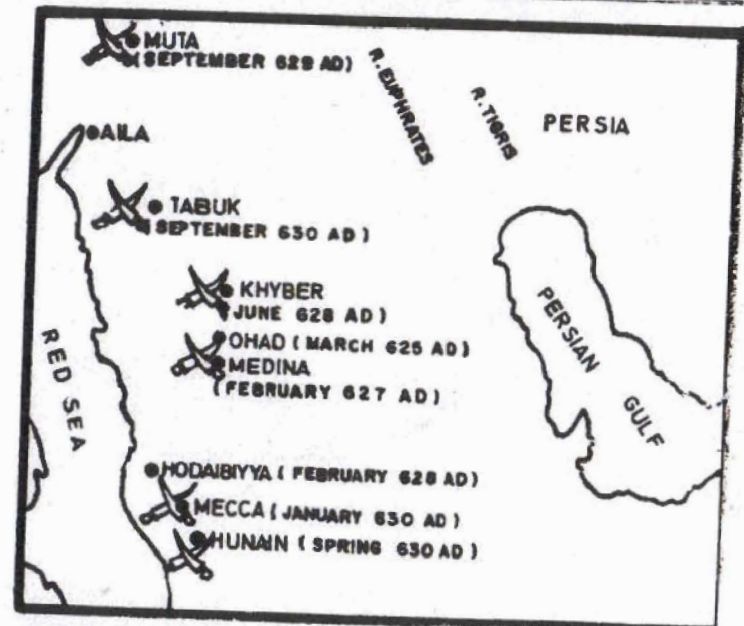 MUTA
(SEPTEMBER 629 AD)
R. EUPHRATES
R. TIGRIS
PERSIA
AILA
TABUK
(SEPTEMBER 630 AD)
KHYBER
(JUNE 628 AD)
OHAD (MARCH 625 AD)
MEDINA
(FEBRUARY 627 AD)
PERSIAN
GULF
RED SEA
HODAIBIYYA (FEBRUARY 628 AD)
MECCA (JANUARY 630 AD)
HUNAIN (SPRING 630 AD)